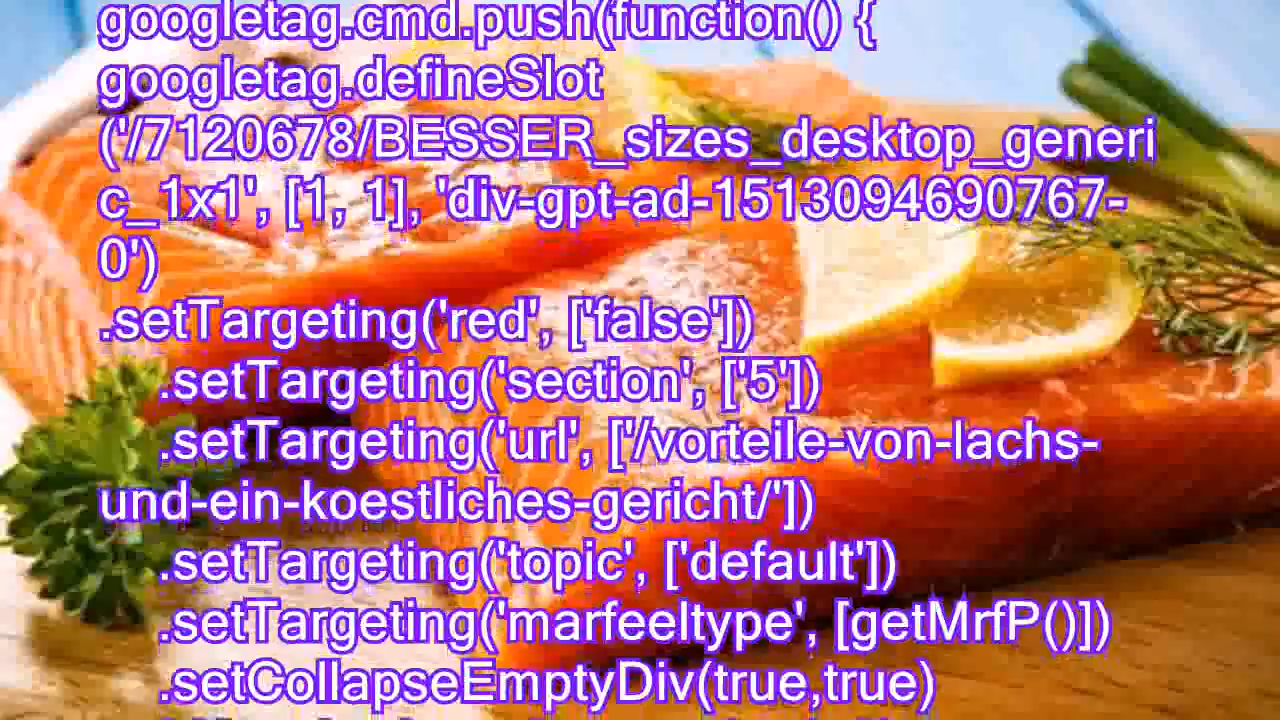 googletag.cmd.push(function() {
googletag.defineSlot
('/7120678/BESSER_sizes_desktop_generi
c_1x1', [1, 1], 'div-gpt-ad-1513094690767-
0')
.setTargeting('red', ['false'])
.setTargeting('section', ['5'])
.setTargeting('url', ['/vorteile-von-lachs-
und-ein-koestliches-gericht/'])
.setTargeting('topic', ['default'])
.setTargeting('marfeeltype', [getMrfP()])
.setCollapseEmptyDiv(true,true)